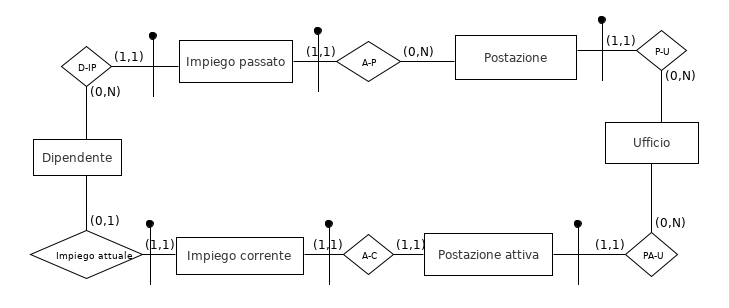 (1,1)
(1,1)
(0,N)
(1,1)
D-IP
Impiego passato
A-P
Postazione
P-U
(0,N)
(0,N)
Dipendente
Ufficio
(0,1)
(0,N)
(1,1)
(1,1)
(1,1)
(1,1)
Impiego attuale
Impiego corrente
A-C
Postazione attiva
PA-U